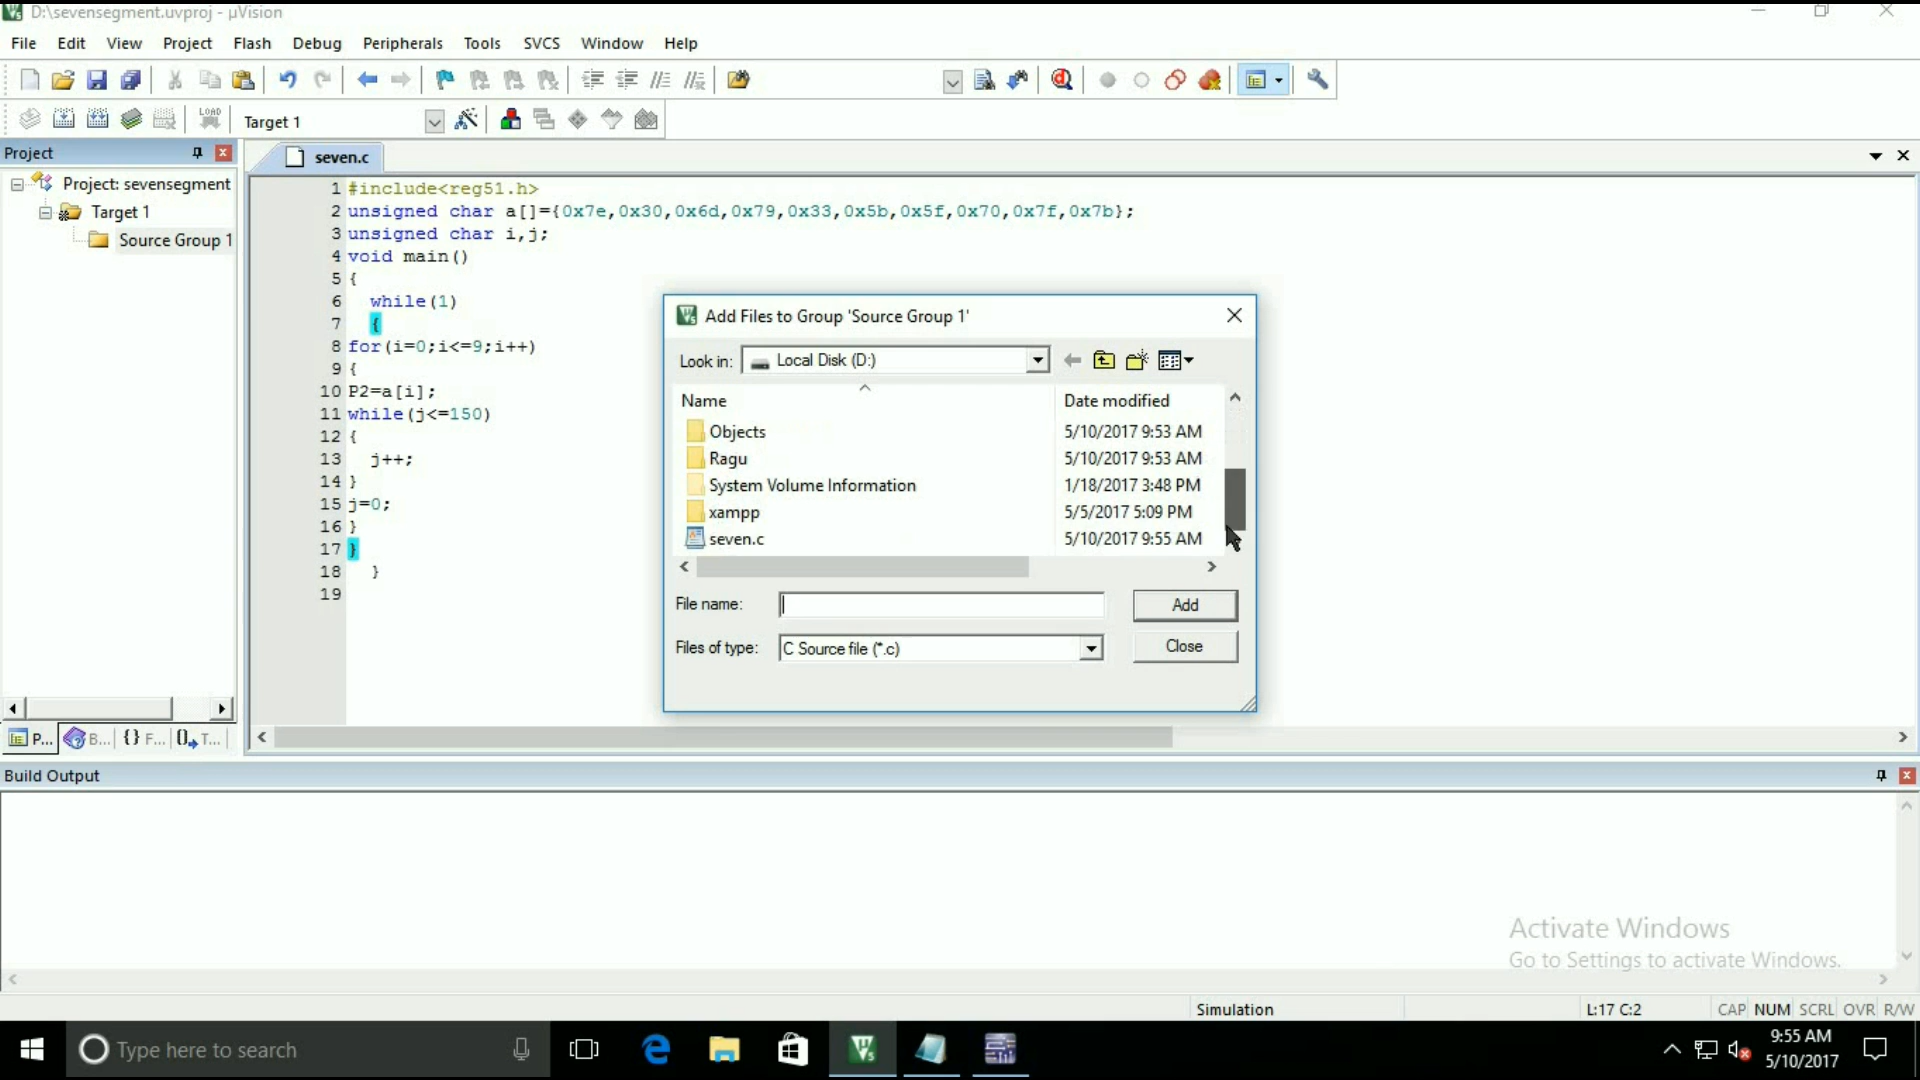 D:\sevensegment.uvproj - µVision
File Edit View Project Flash Debug Peripherals Tools SVCS Window Help
LOAD Target 1
Project
seven.c
Project: sevensegment
Target 1
Source Group 1
1 #include<reg51.h>
2 unsigned char a[]={0x7e,0x30,0x6d,0x79,0x33,0x5b,0x5f,0x70,0x7f,0x7b};
3 unsigned char i,j;
4 void main()
5 {
6 while(1)
7 {
8 for(i=0;i<=9;i++)
9 {
10 P2=a[i];
11 while(j<=150)
12 {
13 j++;
14 }
15 j=0;
16 }
17 }
18 }
19
Add Files to Group 'Source Group 1'
Look in: Local Disk (D:)
Name Date modified
Objects 5/10/2017 9:53 AM
Ragu 5/10/2017 9:53 AM
System Volume Information 1/18/2017 3:48 PM
xampp 5/5/2017 5:09 PM
seven.c 5/10/2017 9:55 AM
File name: Add
Files of type: C Source file (*.c) Close
P... B... {} F... 0 T...
Build Output
Activate Windows
Go to Settings to activate Windows.
Simulation L:17 C:2 CAP NUM SCRL OVR R/W
Type here to search
9:55 AM
5/10/2017